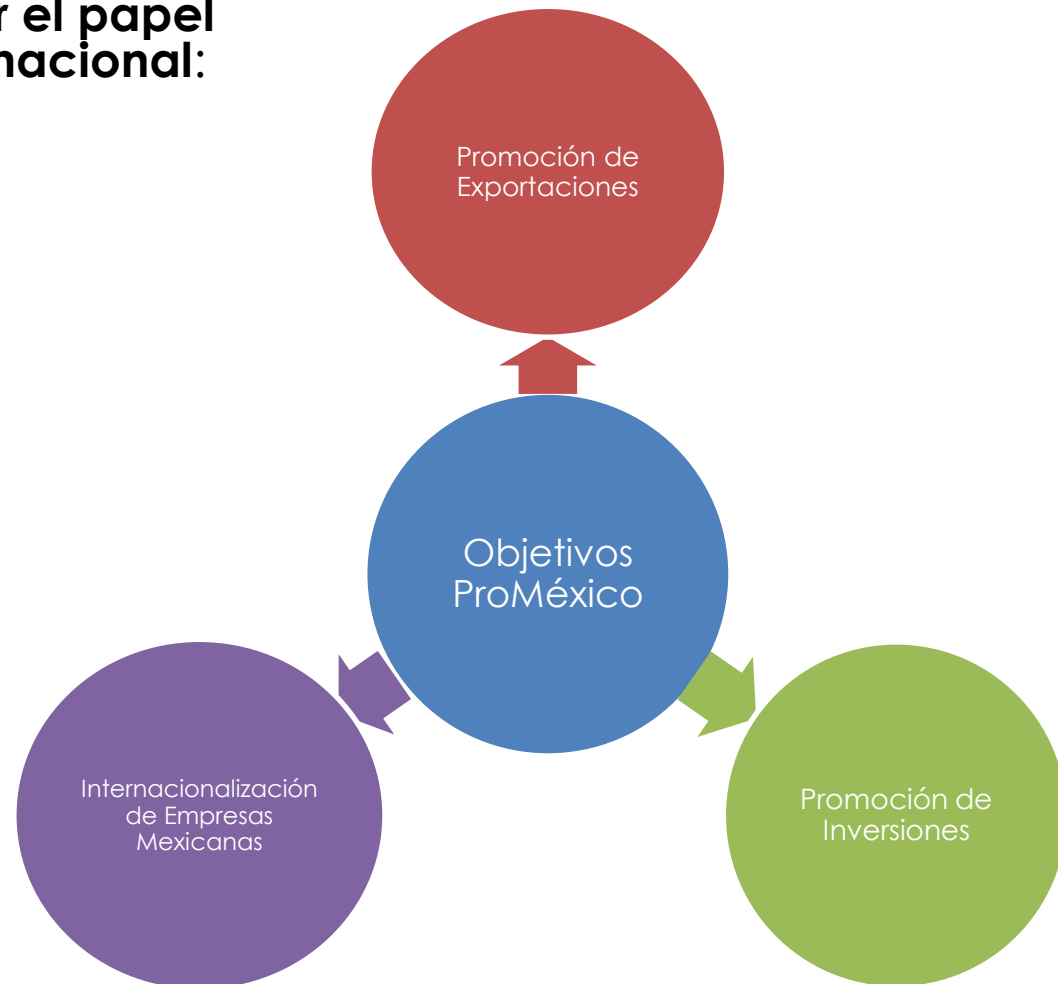 r el papel
nacional:
Promoción de
Exportaciones
Objetivos
ProMéxico
Internacionalización
de Empresas
Mexicanas
Promoción de
Inversiones